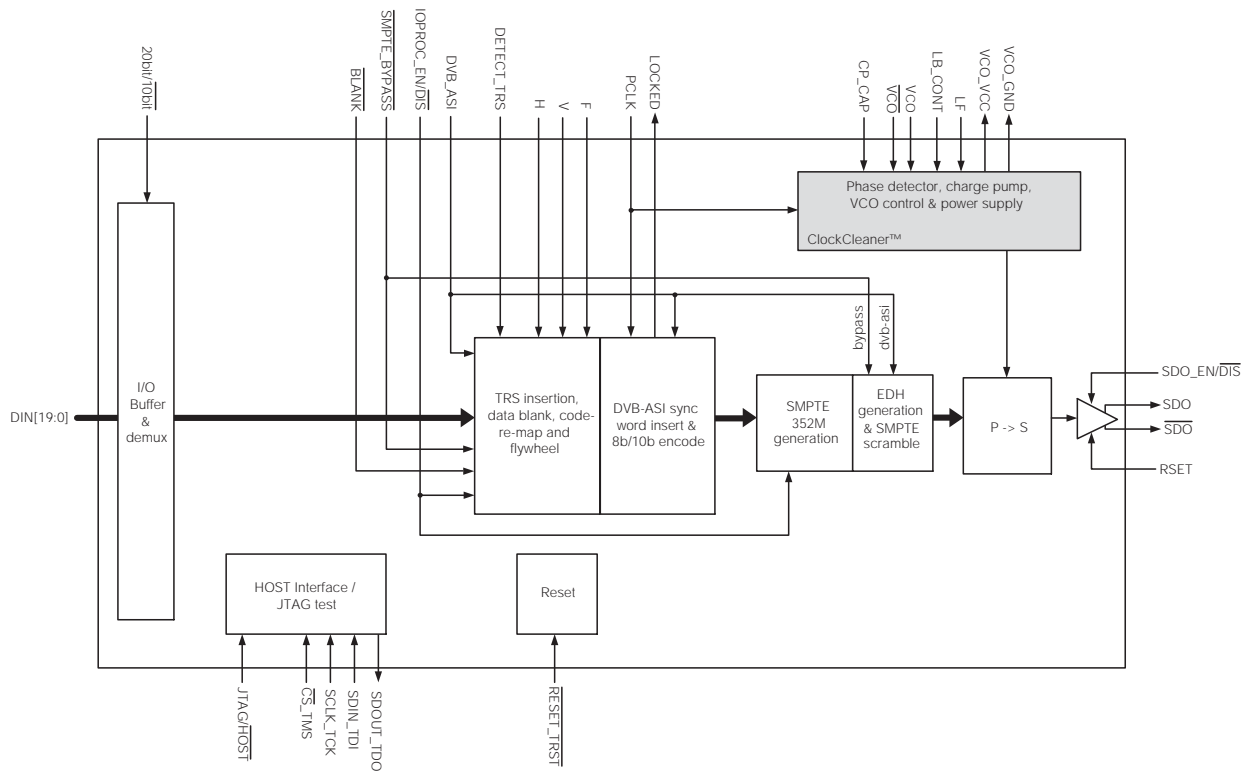 20bit/10bit
BLANK
SMPTE_BYPASS
IOPROC_EN/DIS
DVB_ASI
DETECT_TRS
H
V
F
PCLK
LOCKED
CP_CAP
VCO
VCO
LB_CONT
LF
VCO_VCC
VCO_GND
Phase detector, charge pump,
VCO control & power supply
ClockCleaner™
bypass
dvb-asi
DIN[19:0]
I/O
Buffer
&
demux
TRS insertion,
data blank, code-
re-map and
flywheel
DVB-ASI sync
word insert &
8b/10b encode
SMPTE
352M
generation
EDH
generation
& SMPTE
scramble
P -> S
SDO_EN/DIS
SDO
SDO
RSET
HOST Interface /
JTAG test
Reset
JTAG/HOST
CS_TMS
SCLK_TCK
SDIN_TDI
SDOUT_TDO
RESET_TRST